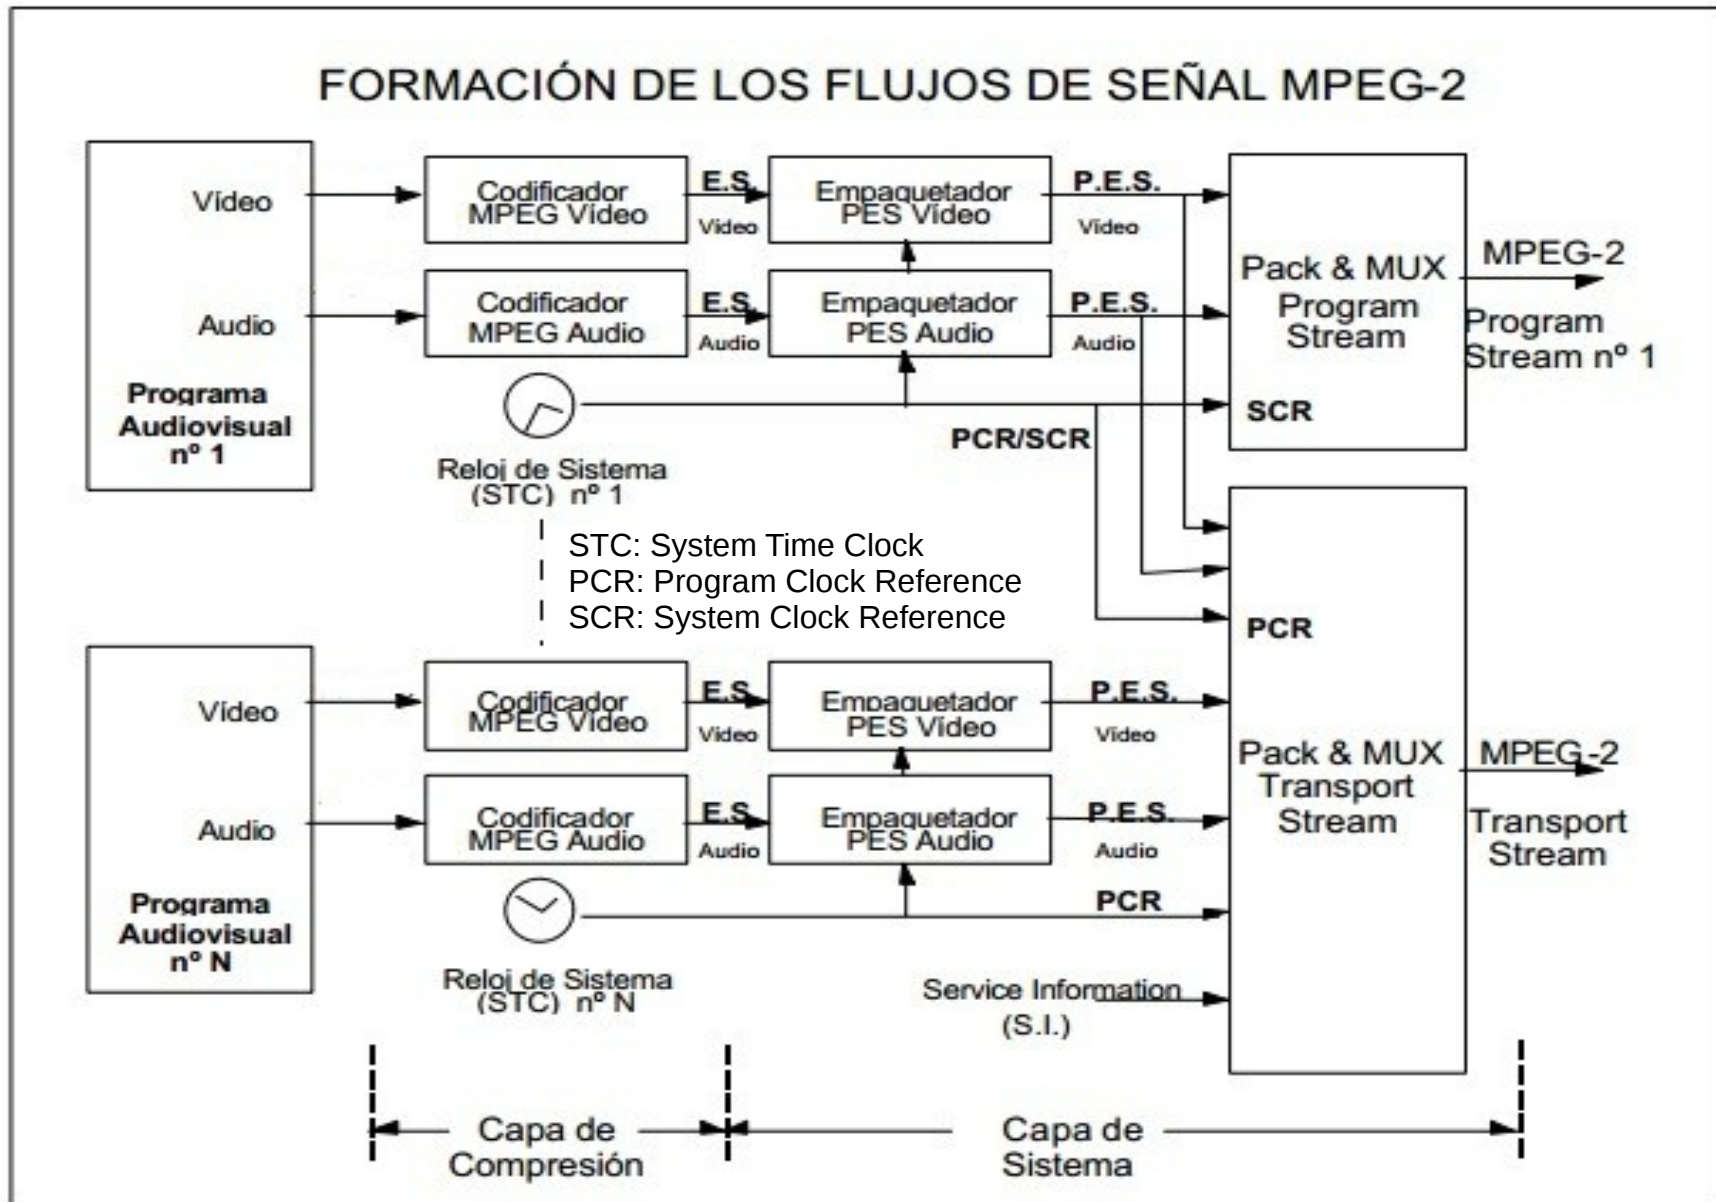 FORMACIÓN DE LOS FLUJOS DE SEÑAL MPEG-2
Vídeo
Audio
Programa
Audiovisual
nº 1
Codificador
MPEG Vídeo
E.S.
Vídeo
Empaquetador
PES Vídeo
P.E.S.
Vídeo
Codificador
MPEG Audio
E.S.
Audio
Empaquetador
PES Audio
P.E.S.
Audio
Pack & MUX
Program
Stream
SCR
MPEG-2
Program
Stream nº 1
Reloj de Sistema
(STC) nº 1
PCR/SCR
STC: System Time Clock
PCR: Program Clock Reference
SCR: System Clock Reference
PCR
Vídeo
Audio
Programa
Audiovisual
nº N
Codificador
MPEG Vídeo
E.S.
Vídeo
Empaquetador
PES Vídeo
P.E.S.
Vídeo
Codificador
MPEG Audio
E.S.
Audio
Empaquetador
PES Audio
P.E.S.
Audio
Pack & MUX
Transport
Stream
MPEG-2
Transport
Stream
Reloj de Sistema
(STC) nº N
PCR
Service Information
(S.I.)
Capa de
Compresión
Capa de
Sistema